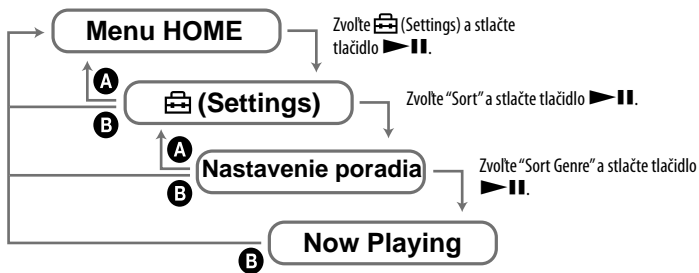 Menu HOME
Zvoľte (Settings) a stlačte
tlačidlo ►II.
A
B
(Settings)
Zvoľte "Sort" a stlačte tlačidlo ►II.
A
B
Nastavenie poradia
Zvoľte "Sort Genre" a stlačte tlačidlo
►II.
B
Now Playing